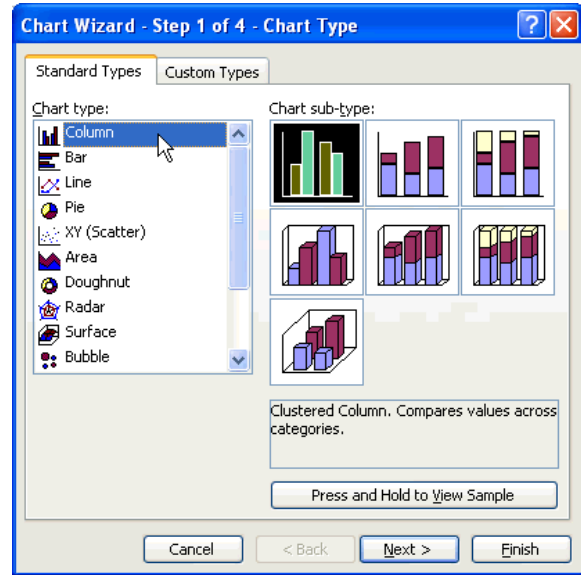 Chart Wizard - Step 1 of 4 - Chart Type
Standard Types
Custom Types
Chart type:
Column
Bar
Line
Pie
XY (Scatter)
Area
Doughnut
Radar
Surface
Bubble
Chart sub-type:
Clustered Column. Compares values across
categories.
Press and Hold to View Sample
Cancel
< Back
Next >
Finish